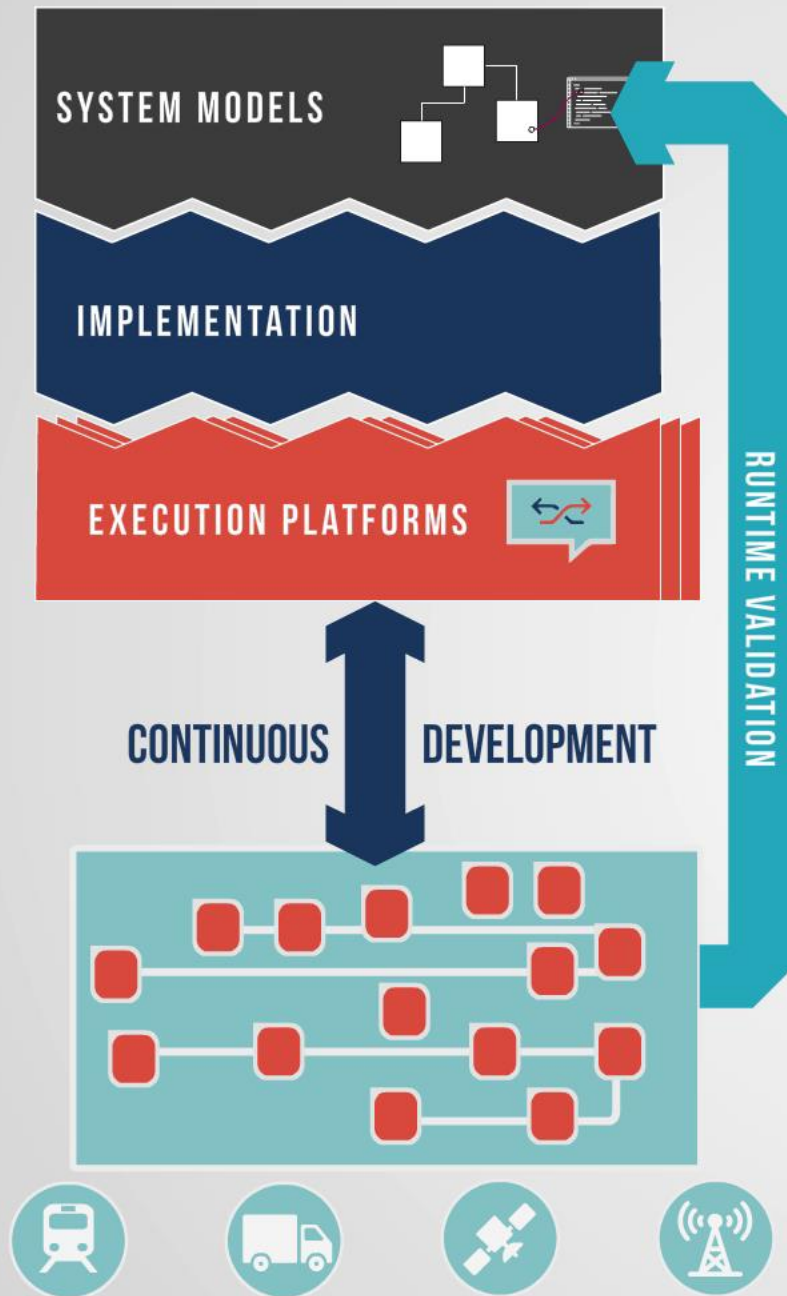 SYSTEM MODELS
IMPLEMENTATION
EXECUTION PLATFORMS
RUNTIME VALIDATION
CONTINUOUS DEVELOPMENT